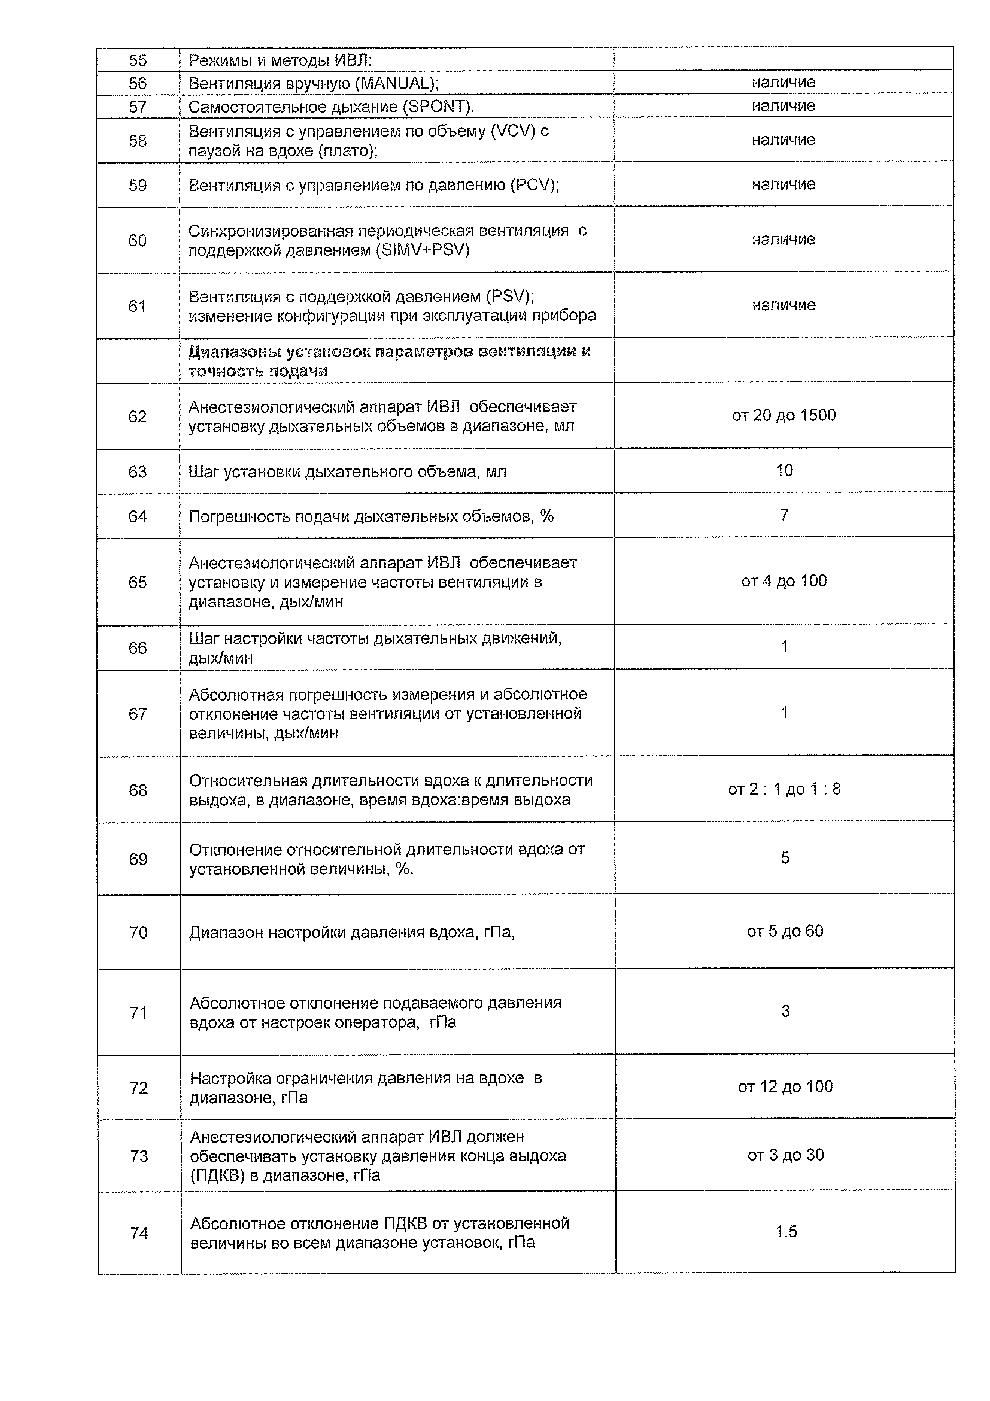 55 Режимы и методы ИВЛ:
56 Вентиляция вручную (MANUAL); наличие
57 Самостоятельное дыхание (SPONT). наличие
58 Вентиляция с управлением по объему (VCV) с
паузой на вдохе (плато); наличие
59 Вентиляция с управлением по давлению (PCV); наличие
60 Синхронизированная периодическая вентиляция с
поддержкой давлением (SIMV+PSV) наличие
61 Вентиляция с поддержкой давлением (PSV);
изменение конфигурации при эксплуатации прибора наличие
Диапазоны установок параметров вентиляции и
точность подачи
62 Анестезиологический аппарат ИВЛ обеспечивает
установку дыхательных объемов в диапазоне, мл от 20 до 1500
63 Шаг установки дыхательного объема, мл 10
64 Погрешность подачи дыхательных объемов, % 7
65 Анестезиологический аппарат ИВЛ обеспечивает
установку и измерение частоты вентиляции в
диапазоне, дых/мин от 4 до 100
66 Шаг настройки частоты дыхательных движений,
дых/мин 1
67 Абсолютная погрешность измерения и абсолютное
отклонение частоты вентиляции от установленной
величины, дых/мин 1
68 Относительная длительности вдоха к длительности
выдоха, в диапазоне, время вдоха:время выдоха от 2 : 1 до 1 : 8
69 Отклонение относительной длительности вдоха от
установленной величины, %. 5
70 Диапазон настройки давления вдоха, гПа, от 5 до 60
71 Абсолютное отклонение подаваемого давления
вдоха от настроек оператора, гПа 3
72 Настройка ограничения давления на вдохе в
диапазоне, гПа от 12 до 100
73 Анестезиологический аппарат ИВЛ должен
обеспечивать установку давления конца выдоха
(ПДКВ) в диапазоне, гПа от 3 до 30
74 Абсолютное отклонение ПДКВ от установленной
величины во всем диапазоне установок, гПа 1.5